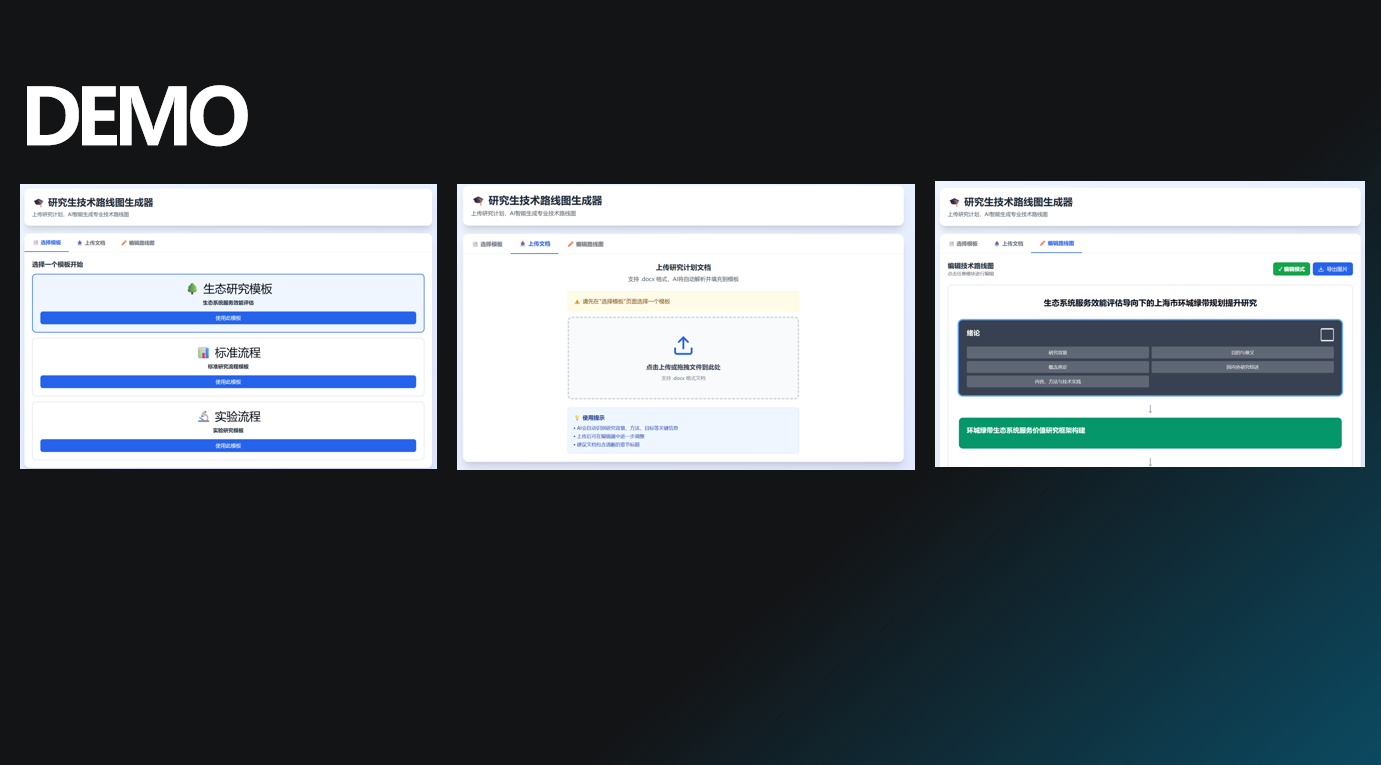 DEMO
研究生技术路线图生成器
上传研究计划，AI智能生成专业技术路线图
选择模板
上传文档
编辑路线图
选择一个模板开始
生态研究模板
生态系统服务效能评估
使用此模板
标准流程
标准研究流程模板
使用此模板
实验流程
实验研究模板
使用此模板
研究生技术路线图生成器
上传研究计划，AI智能生成专业技术路线图
选择模板
上传文档
编辑路线图
上传研究计划文档
支持 .docx 格式，AI将自动解析并填充到模板
请先在"选择模板"页面选择一个模板
点击上传或拖拽文件到此处
支持 .docx 格式文档
使用提示
• AI会自动识别研究背景、方法、目标等关键信息
• 上传后可在编辑器中进一步调整
• 建议文档包含清晰的章节标题
研究生技术路线图生成器
上传研究计划，AI智能生成专业技术路线图
选择模板
上传文档
编辑路线图
编辑技术路线图
点击任意模块进行编辑
✓ 编辑模式
导出图片
生态系统服务效能评估导向下的上海市环城绿带规划提升研究
绪论
研究背景
目的与意义
概念辨析
国内外研究综述
内容、方法与技术实践
环城绿带生态系统服务价值研究框架构建